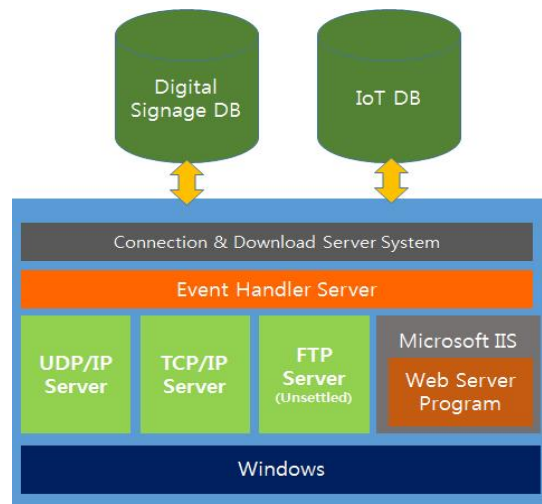 Digital
Signage DB
IoT DB
Connection & Download Server System
Event Handler Server
UDP/IP
Server
TCP/IP
Server
FTP
Server
(Unsettled)
Microsoft IIS
Web Server
Program
Windows